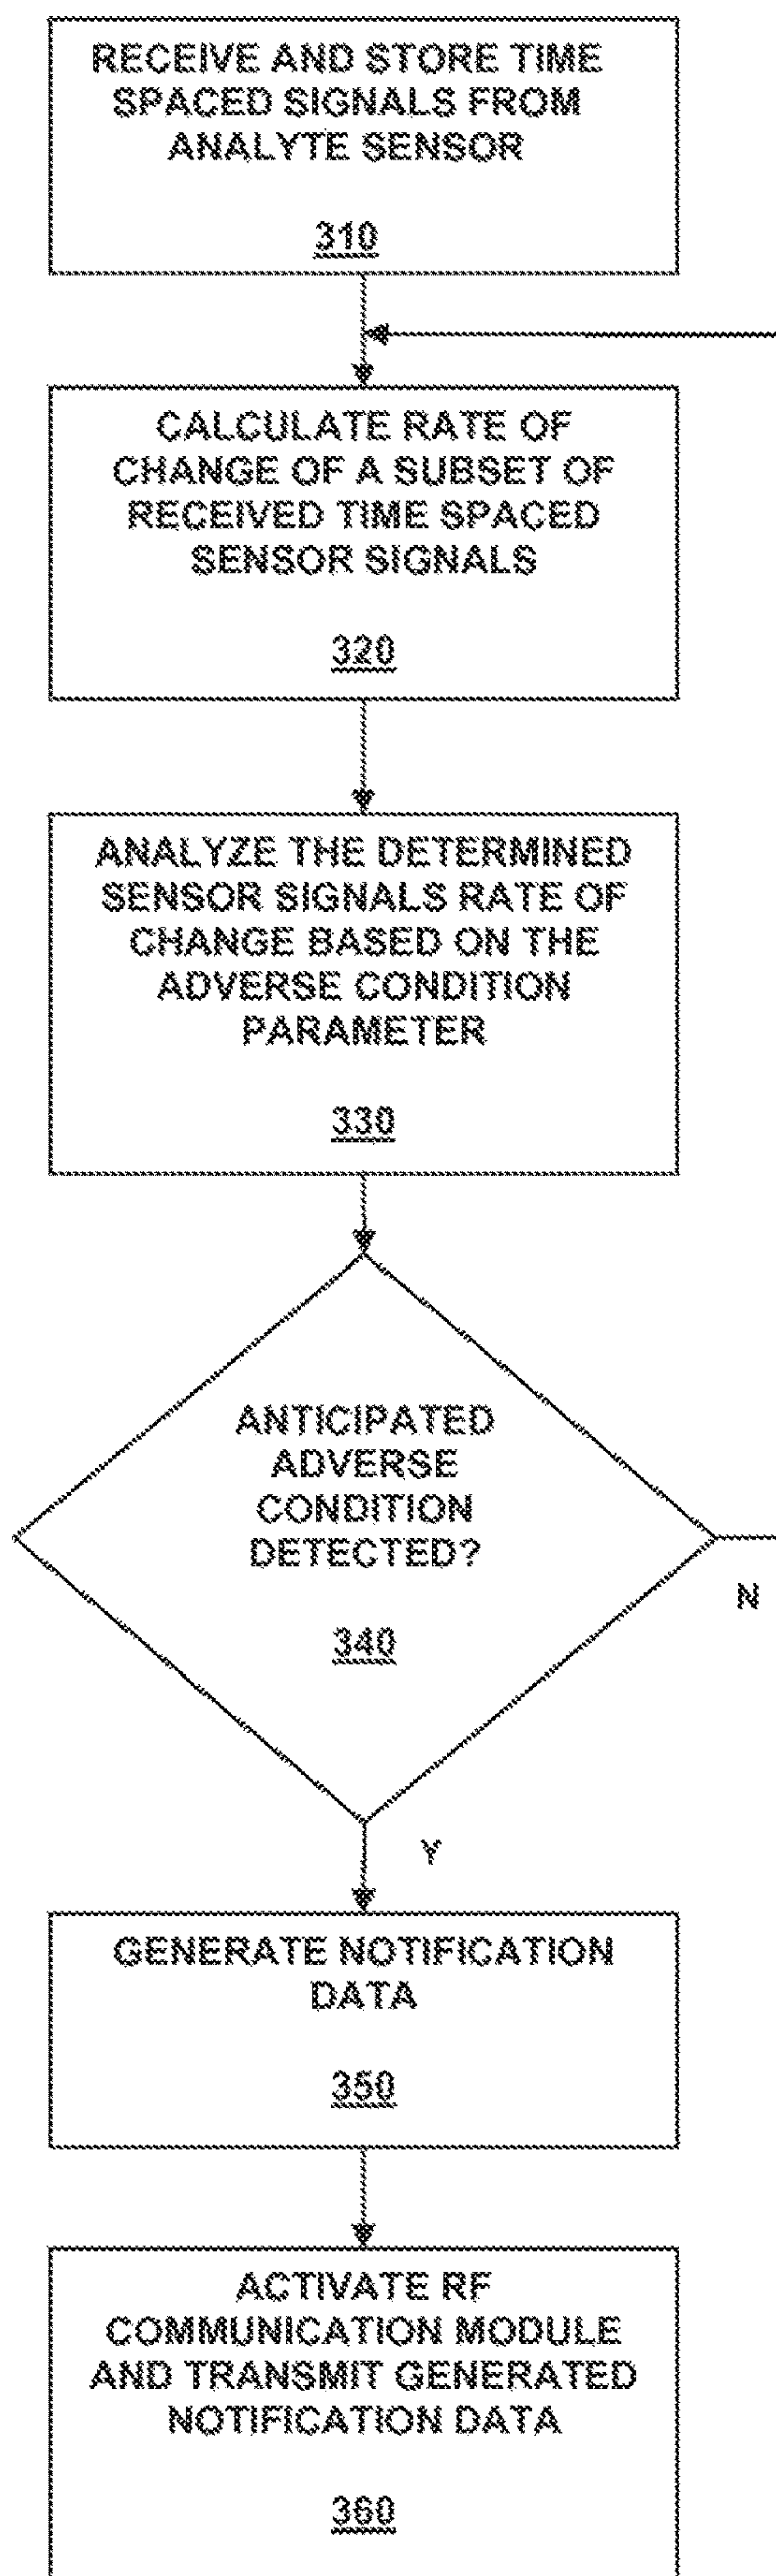 RECEIVE AND STORE TIME
SPACED SIGNALS FROM
ANALYTE SENSOR
310
CALCULATE RATE OF
CHANGE OF A SUBSET OF
RECEIVED TIME SPACED
SENSOR SIGNALS
320
ANALYZE THE DETERMINED
SENSOR SIGNALS RATE OF
CHANGE BASED ON THE
ADVERSE CONDITION
PARAMETER
330
ANTICIPATED
ADVERSE
CONDITION
DETECTED?
340
N
Y
GENERATE NOTIFICATION
DATA
350
ACTIVATE RF
COMMUNICATION MODULE
AND TRANSMIT GENERATED
NOTIFICATION DATA
360